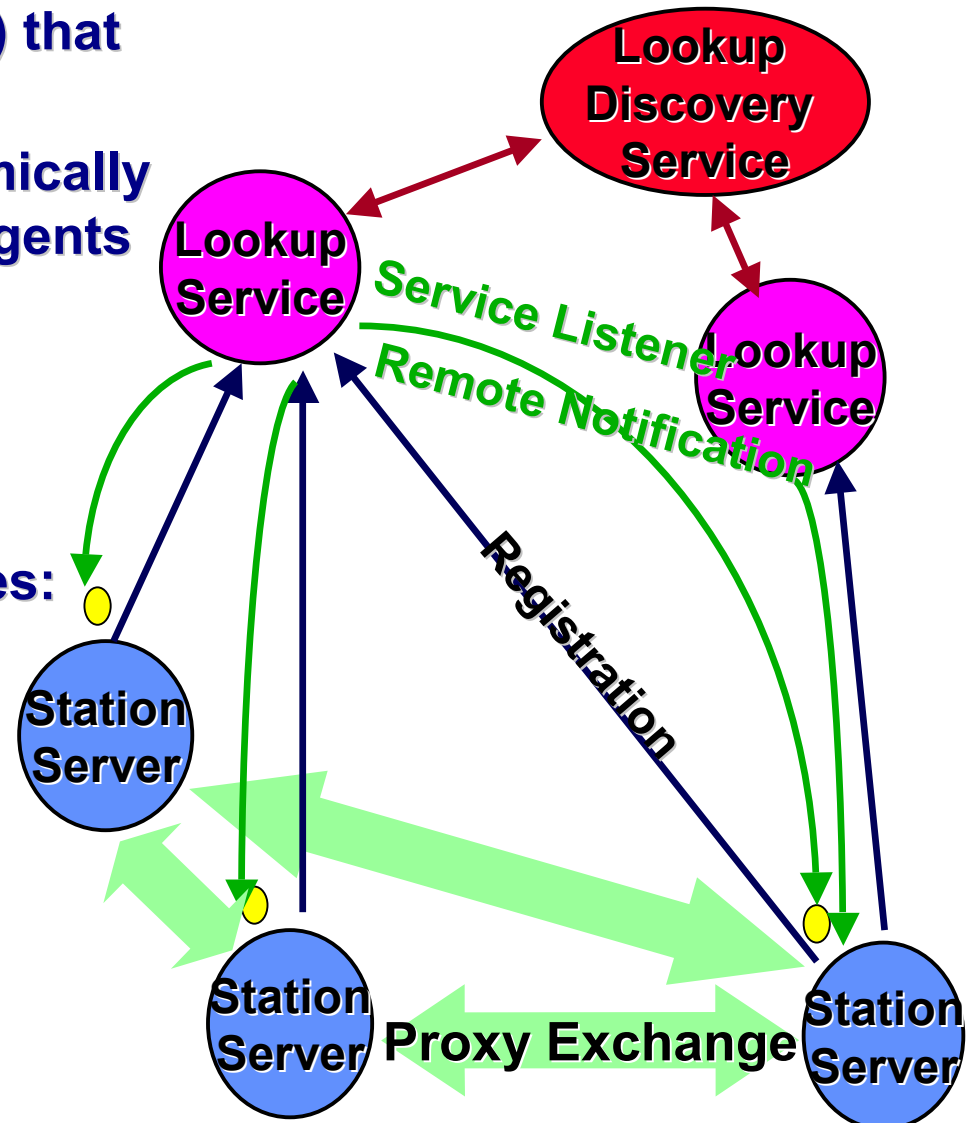 ) that
Lookup
Discovery
Service
gents
Lookup
Service
Service Listener
Remote Notification
Lookup
Service
Registration
es:
Station
Server
Station
Server
Proxy Exchange
Station
Server